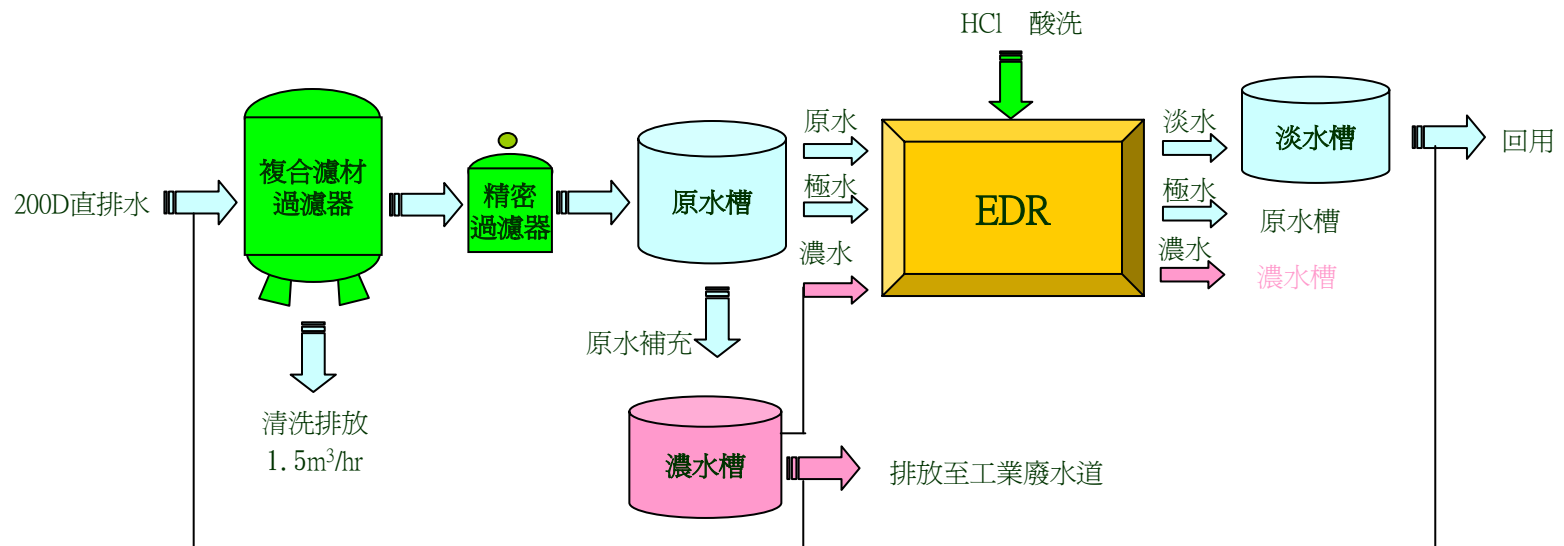 HCl 酸洗
200D直排水
複合濾材
過濾器
精密
過濾器
原水槽
原水
極水
濃水
EDR
淡水
極水
濃水
淡水槽
回用
原水槽
濃水槽
清洗排放
1.5m³/hr
原水補充
濃水槽
排放至工業廢水道